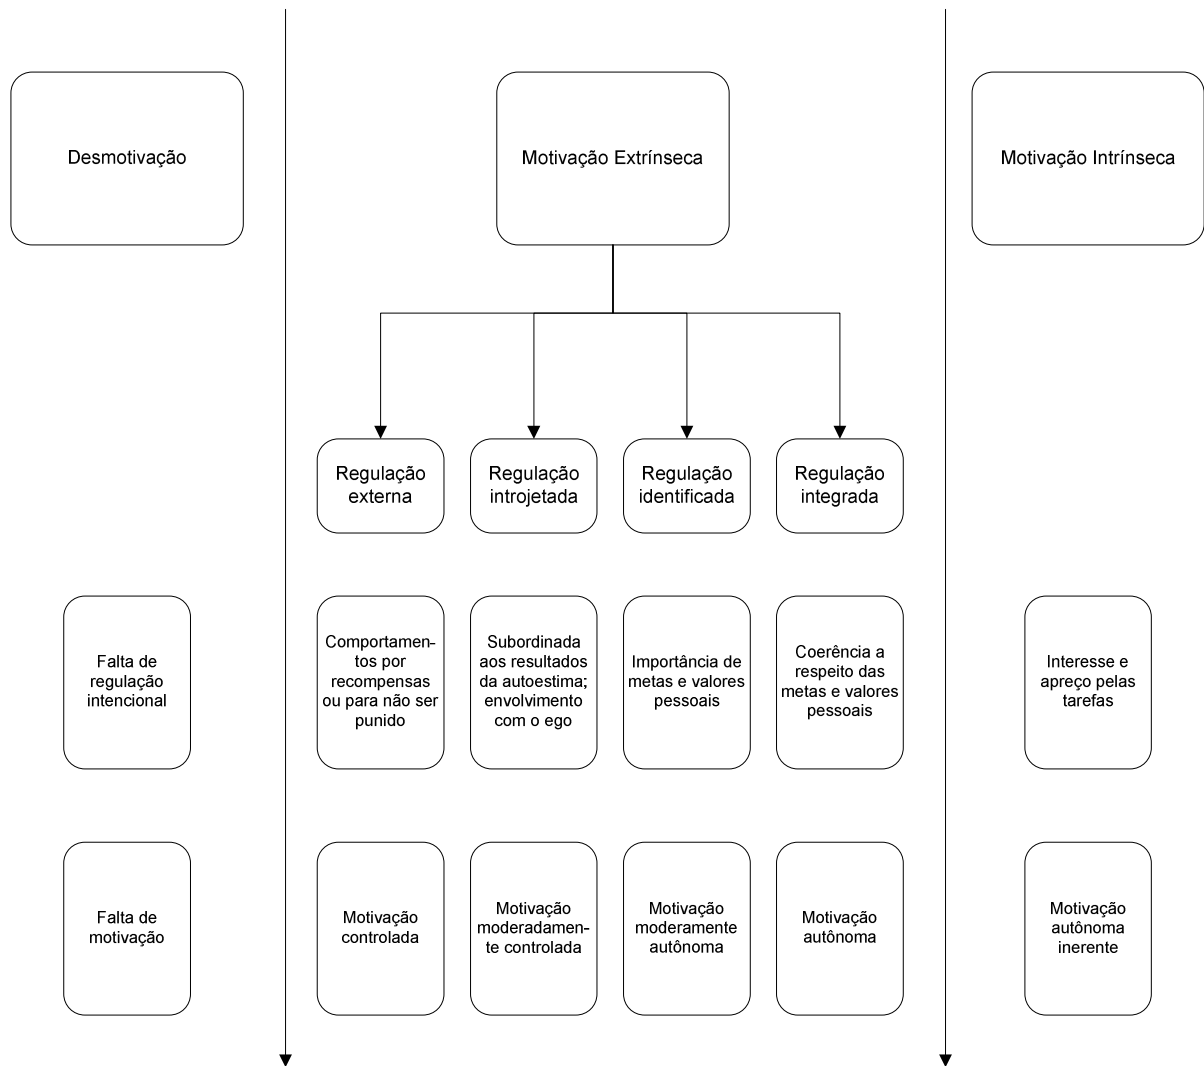 Desmotivação
Motivação Extrínseca
Motivação Intrínseca
Regulação
externa
Regulação
introjetada
Regulação
identificada
Regulação
integrada
Falta de
regulação
intencional
Comportamen-
tos por
recompensas
ou para não ser
punido
Subordinada
aos resultados
da autoestima;
envolvimento
com o ego
Importância de
metas e valores
pessoais
Coerência a
respeito das
metas e valores
pessoais
Interesse e
apreço pelas
tarefas
Falta de
motivação
Motivação
controlada
Motivação
moderadamen-
te controlada
Motivação
moderamente
autônoma
Motivação
autônoma
Motivação
autônoma
inerente